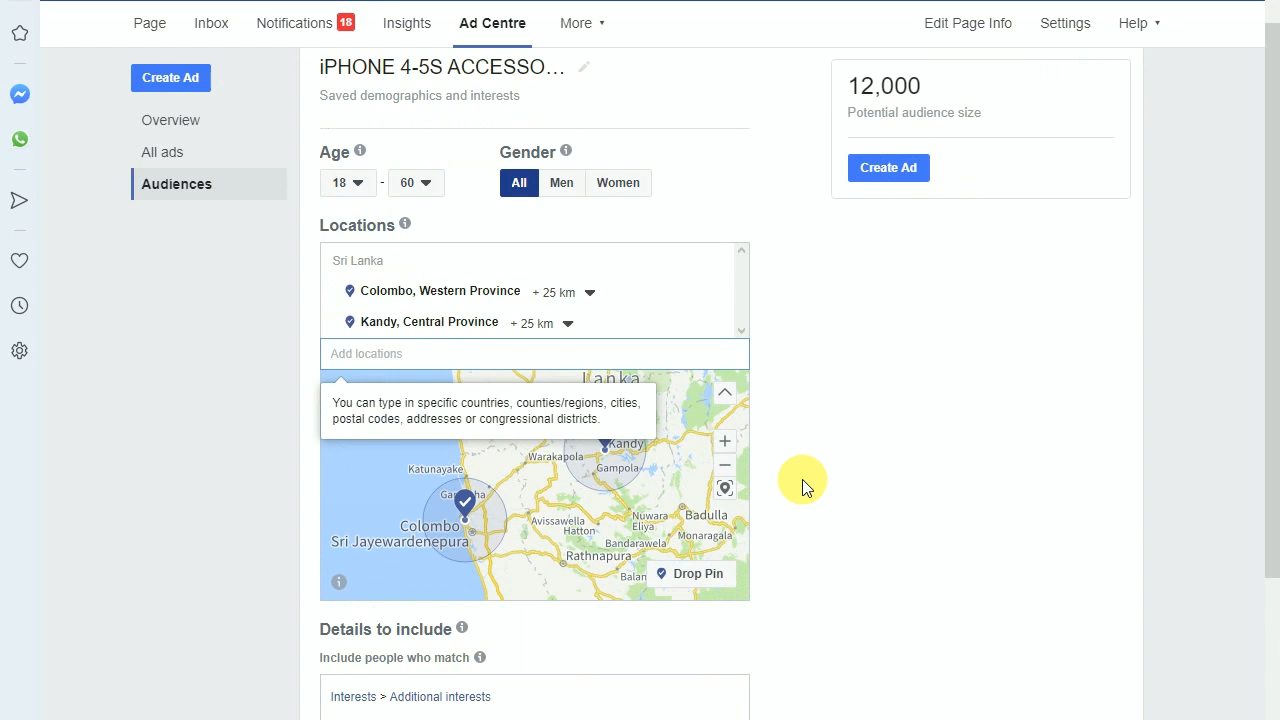 Page
Inbox
Notifications 18
Insights
Ad Centre
More
Edit Page Info
Settings
Help
Create Ad
Overview
All ads
Audiences
iPHONE 4-5S ACCESSO...
Saved demographics and interests
Age
Gender
18 - 60
All
Men
Women
Locations
Sri Lanka
Colombo, Western Province + 25 km
Kandy, Central Province + 25 km
Add locations
You can type in specific countries, counties/regions, cities,
postal codes, addresses or congressional districts.
Lanka
Kandy
Warakapola
Katunayake
Gampola
Colombo
Avissawella
Hatton
Nuwara
Eliya
Badulla
Sri Jayewardenepura
Bandarawela
Monaragala
Rathnapura
Balan
Drop Pin
Details to include
Include people who match
Interests > Additional interests
12,000
Potential audience size
Create Ad